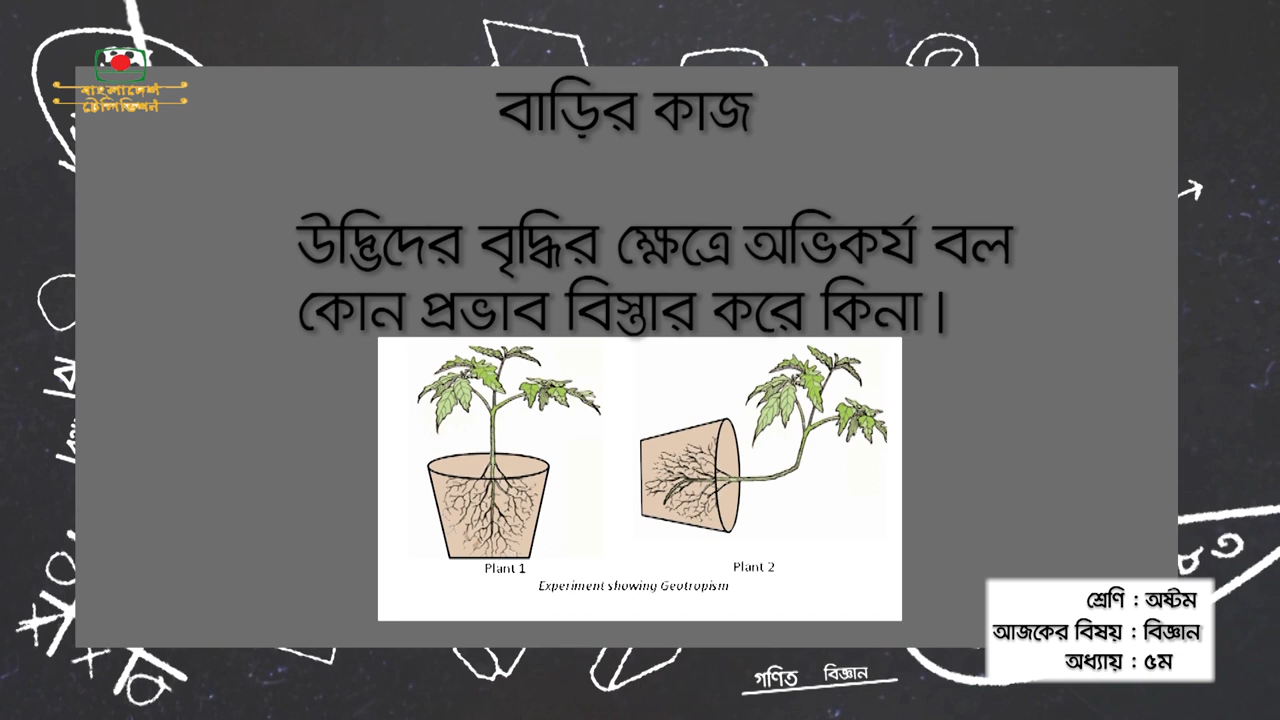 বাংলাদেশ
টেলিভিশন
বাড়ির কাজ
উদ্ভিদের বৃদ্ধির ক্ষেত্রে অভিকর্য বল
কোন প্রভাব বিস্তার করে কিনা।
Plant 1
Plant 2
Experiment showing Geotropism
শ্রেণি : অষ্টম
আজকের বিষয় : বিজ্ঞান
অধ্যায় : ৫ম
গণিত বিজ্ঞান